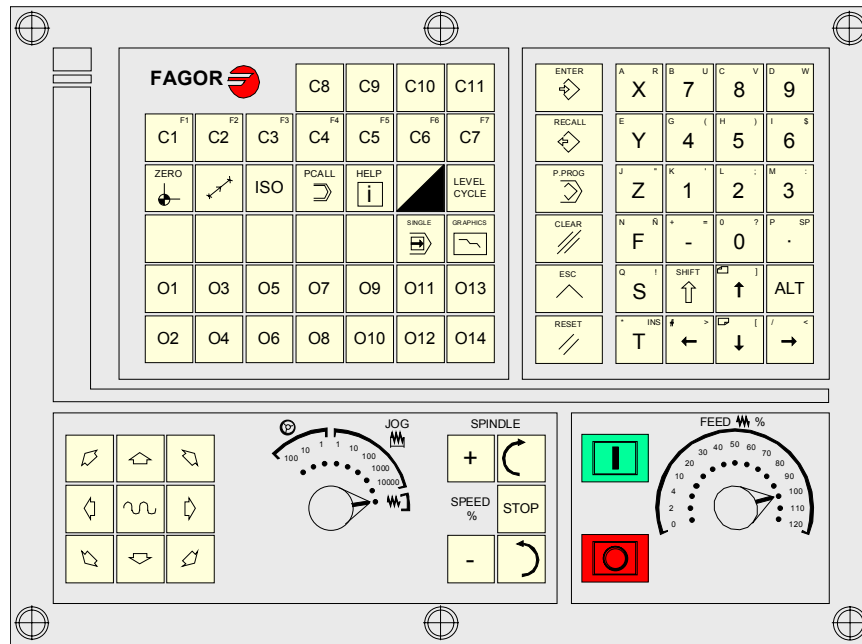 FAGOR
C8 C9 C10 C11
F1 F2 F3 F4 F5 F6 F7
C1 C2 C3 C4 C5 C6 C7
ZERO ISO PCALL HELP i LEVEL CYCLE
SINGLE GRAPHICS
O1 O3 O5 O7 O9 O11 O13
O2 O4 O6 O8 O10 O12 O14
ENTER
RECALL
P.PROG
CLEAR
ESC
RESET
A R B U C V D W
X 7 8 9
E G ( H ) I $
Y 4 5 6
J " K ' L ; M :
Z 1 2 3
N Ñ + = O ? P SP
F - 0 .
Q ! SHIFT ]
S ⇧ ↑ ALT
* INS # > [ / <
T ← ↓ →
JOG
100 10 1 1 10 100 1000 10000
SPINDLE
+
SPEED % STOP
-
FEED %
0 2 4 10 20 30 40 50 60 70 80 90 100 110 120